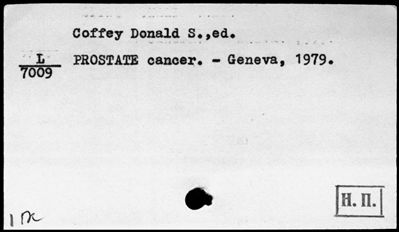 Coffey Donald S.,ed.
L
7009
PROSTATE cancer. - Geneva, 1979.
Н. П.